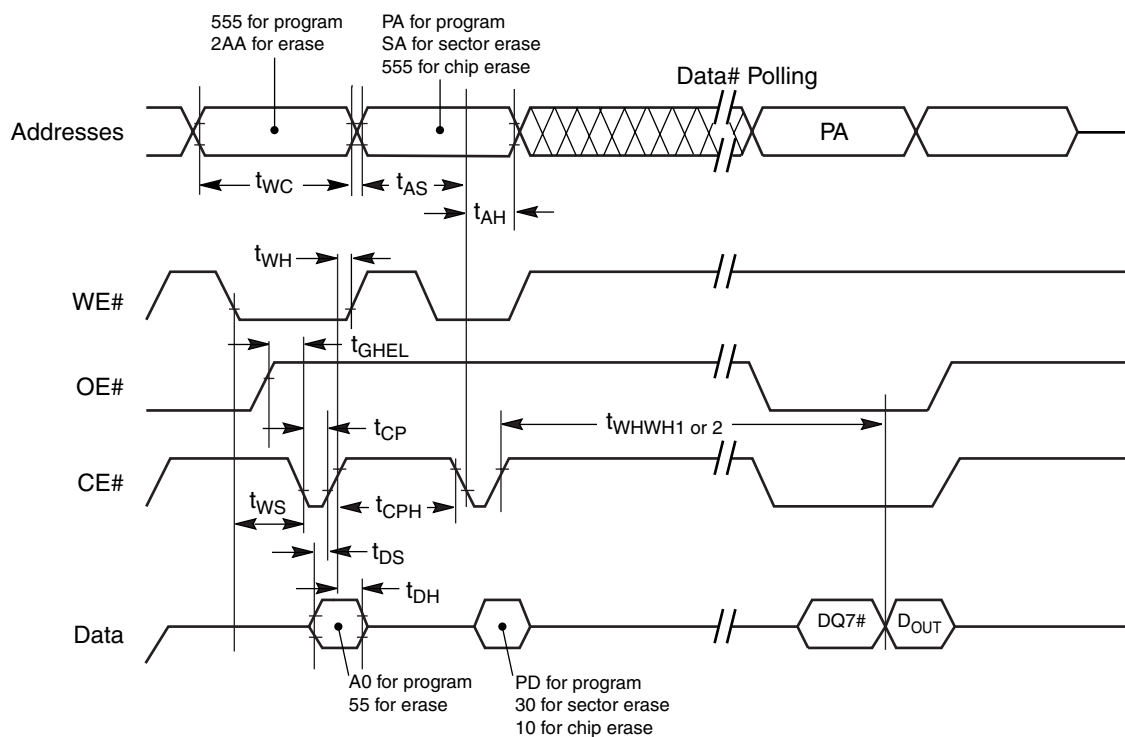 555 for program
2AA for erase
PA for program
SA for sector erase
555 for chip erase
Data# Polling
Addresses
PA
tWC
tAS
tAH
tWH
WE#
tGHEL
OE#
tWHWH1 or 2
tCP
CE#
tWS
tCPH
tDS
tDH
Data
DQ7#
DOUT
A0 for program
55 for erase
PD for program
30 for sector erase
10 for chip erase